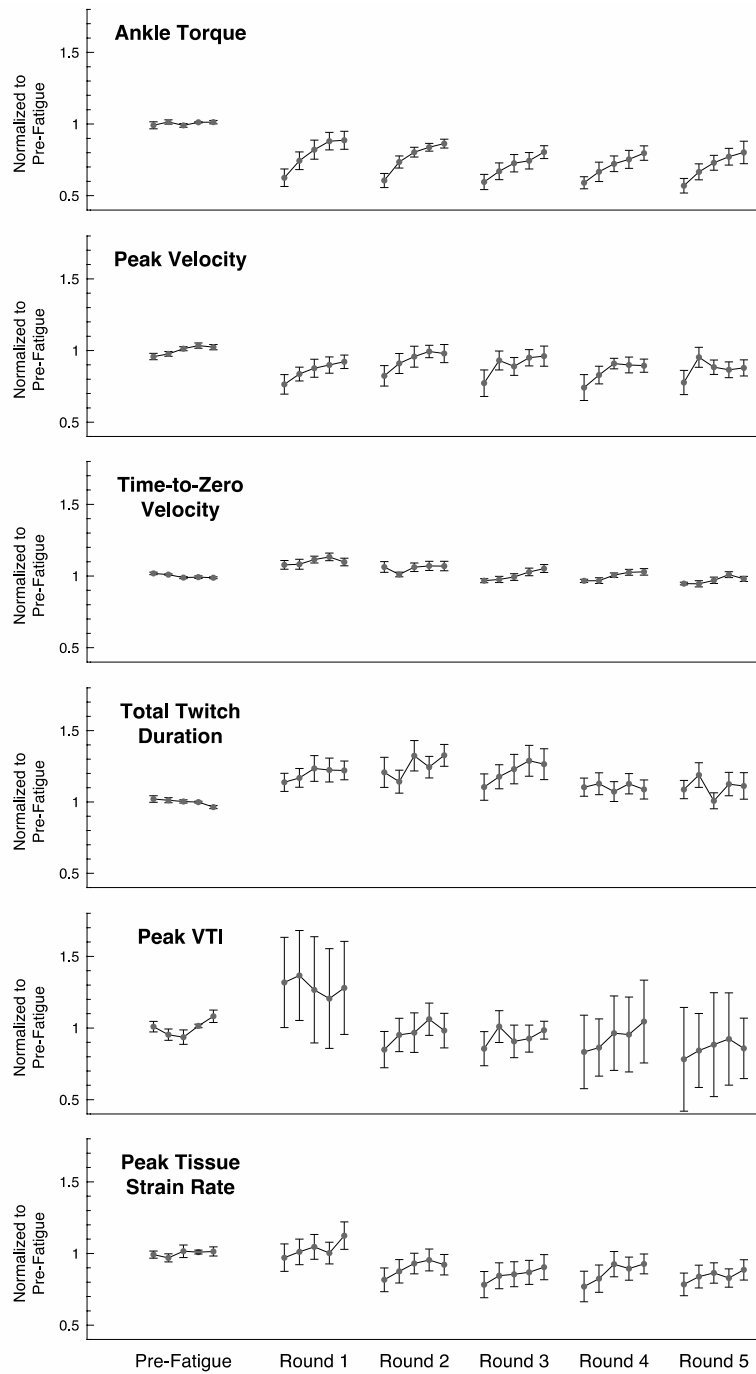 Ankle Torque
Normalized to
Pre-Fatigue
1.5
1
0.5
Peak Velocity
Normalized to
Pre-Fatigue
1.5
1
0.5
Time-to-Zero
Velocity
Normalized to
Pre-Fatigue
1.5
1
0.5
Total Twitch
Duration
Normalized to
Pre-Fatigue
1.5
1
0.5
Peak VTI
Normalized to
Pre-Fatigue
1.5
1
0.5
Peak Tissue
Strain Rate
Normalized to
Pre-Fatigue
1.5
1
0.5
Pre-Fatigue Round 1 Round 2 Round 3 Round 4 Round 5